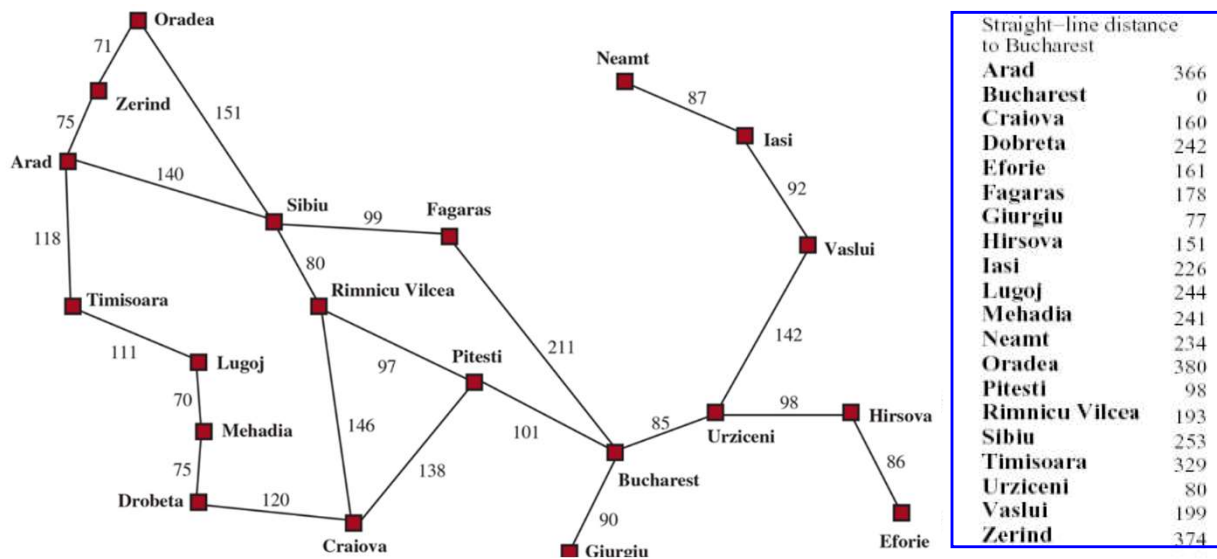 Oradea
71
Neamt
Zerind
87
151
75
Iasi
Arad
140
Sibiu
92
99
Fagaras
118
Vaslui
80
Timisoara
Rimnicu Vilcea
142
111
211
Lugoj
97
Pitesti
70
98
Hirsova
Mehadia
146
85
Urziceni
101
86
75
138
Bucharest
Drobeta
120
90
Craiova
Giurgiu
Eforie
Straight-line distance
to Bucharest
Arad 366
Bucharest 0
Craiova 160
Dobreta 242
Eforie 161
Fagaras 178
Giurgiu 77
Hirsova 151
Iasi 226
Lugoj 244
Mehadia 241
Neamt 234
Oradea 380
Pitesti 98
Rimnicu Vilcea 193
Sibiu 253
Timisoara 329
Urziceni 80
Vaslui 199
Zerind 374